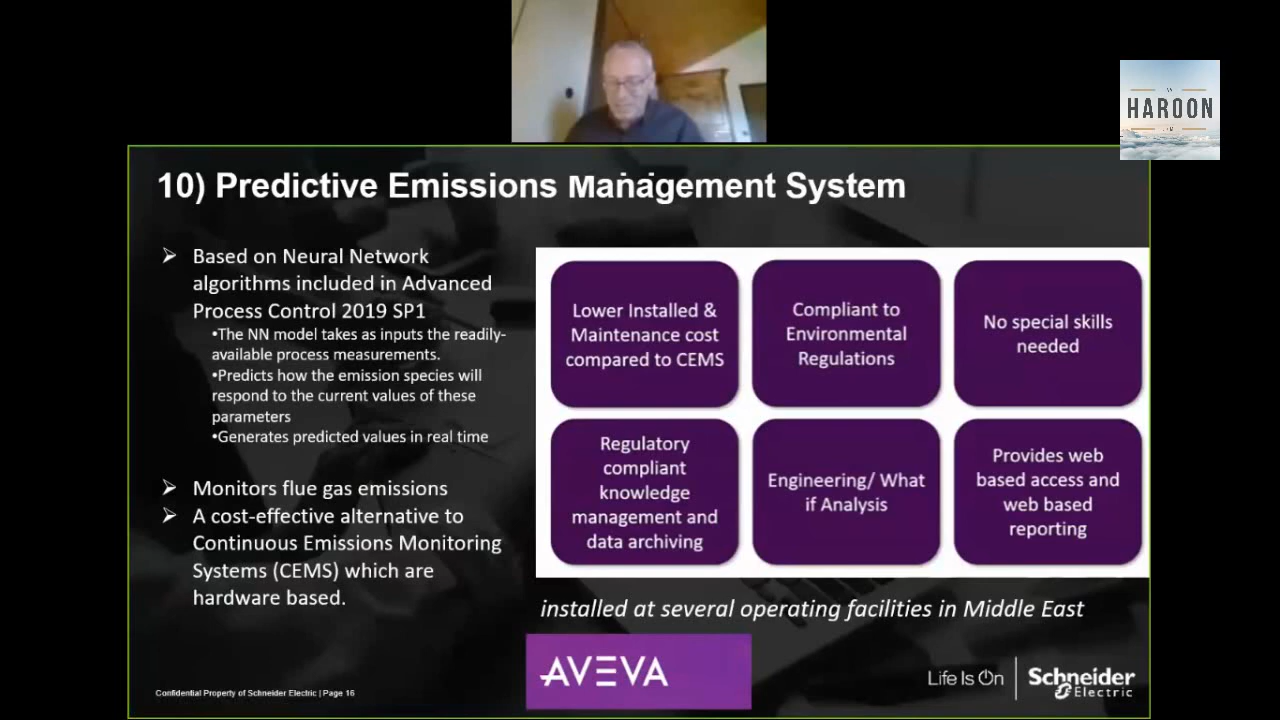 HAROON
10) Predictive Emissions Management System
➢ Based on Neural Network
algorithms included in Advanced
Process Control 2019 SP1
•The NN model takes as inputs the readily-
available process measurements.
•Predicts how the emission species will
respond to the current values of these
parameters
•Generates predicted values in real time
➢ Monitors flue gas emissions
➢ A cost-effective alternative to
Continuous Emissions Monitoring
Systems (CEMS) which are
hardware based.
Lower Installed &
Maintenance cost
compared to CEMS
Compliant to
Environmental
Regulations
No special skills
needed
Regulatory
compliant
knowledge
management and
data archiving
Engineering/ What
if Analysis
Provides web
based access and
web based
reporting
installed at several operating facilities in Middle East
AVEVA
Confidential Property of Schneider Electric | Page 16
Life Is On
Schneider
Electric